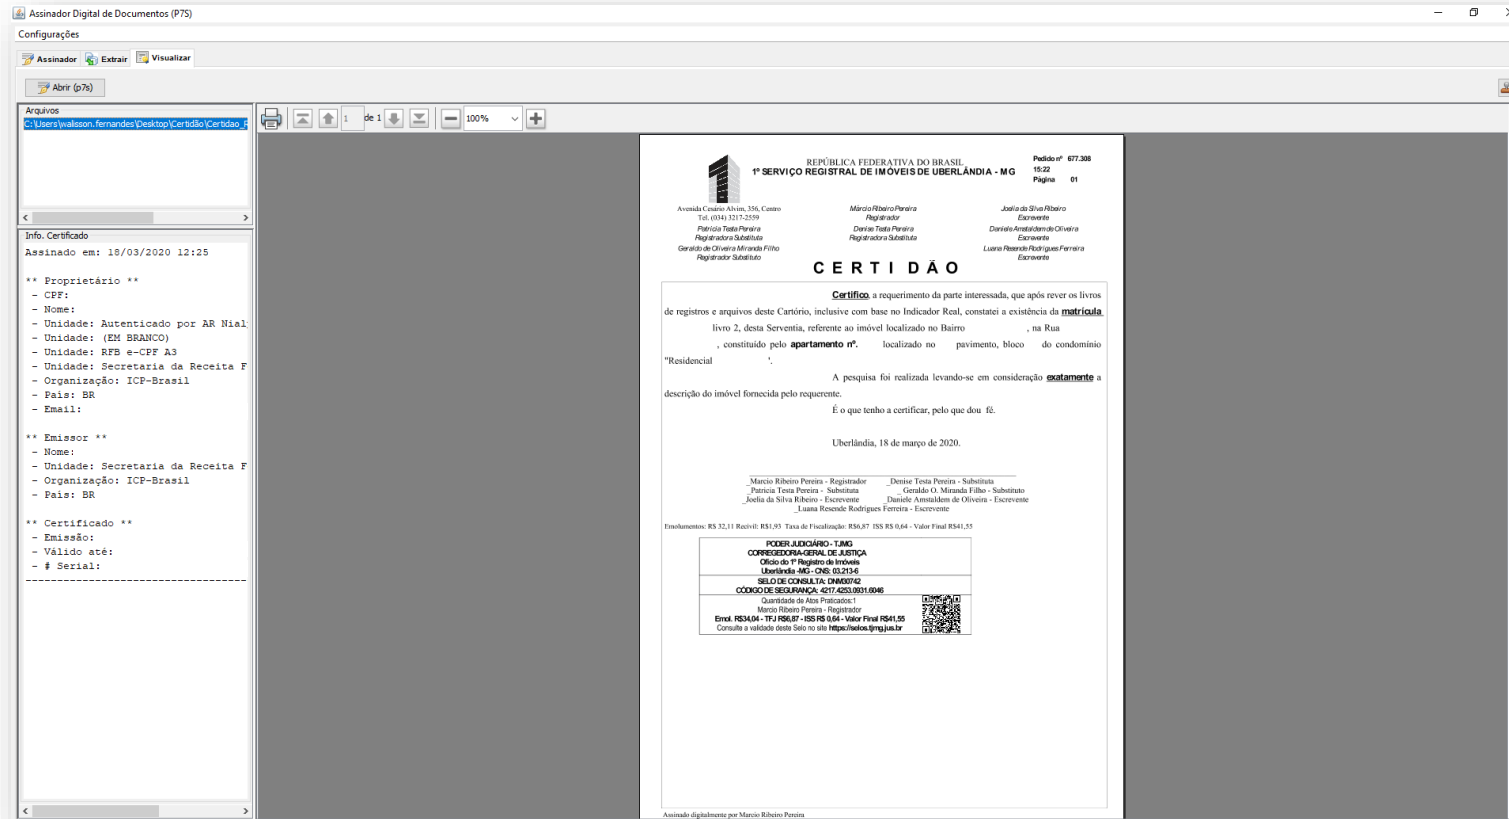 Assinador Digital de Documentos (P7S)
Configurações
Assinador Extrair Visualizar
Abrir (p7s)
Arquivos
C:\Users\walisson.fernandes\Desktop\Certidão\Certidao_R
1 de 1 100%
Info. Certificado
Assinado em: 18/03/2020 12:25
** Proprietário **
- CPF:
- Nome:
- Unidade: Autenticado por AR Nial
- Unidade: (EM BRANCO)
- Unidade: RFB e-CPF A3
- Unidade: Secretaria da Receita F
- Organização: ICP-Brasil
- País: BR
- Email:
** Emissor **
- Nome:
- Unidade: Secretaria da Receita F
- Organização: ICP-Brasil
- País: BR
** Certificado **
- Emissão:
- Válido até:
- # Serial:
-----------------------------------
REPÚBLICA FEDERATIVA DO BRASIL
1º SERVIÇO REGISTRAL DE IMÓVEIS DE UBERLÂNDIA - MG
Pedido nº 677.308
15:22
Página 01
Avenida Cesário Alvim, 356, Centro
Tel. (034) 3217-2559
Patrícia Testa Pereira
Registradora Substituta
Geraldo de Oliveira Miranda Filho
Registrador Substituto
Márcio Ribeiro Pereira
Registrador
Denise Testa Pereira
Registradora Substituta
Joelia da Silva Ribeiro
Escrevente
Daniele Amstaldem de Oliveira
Escrevente
Luana Resende Rodrigues Ferreira
Escrevente
CERTIDÃO
Certifico, a requerimento da parte interessada, que após rever os livros
de registros e arquivos deste Cartório, inclusive com base no Indicador Real, constatei a existência da matrícula
livro 2, desta Serventia, referente ao imóvel localizado no Bairro , na Rua
, constituído pelo apartamento nº. localizado no pavimento, bloco do condomínio
"Residencial '.
A pesquisa foi realizada levando-se em consideração exatamente a
descrição do imóvel fornecida pelo requerente.
É o que tenho a certificar, pelo que dou fé.
Uberlândia, 18 de março de 2020.
_Marcio Ribeiro Pereira - Registrador _Denise Testa Pereira - Substituta
_Patricia Testa Pereira - Substituta _ Geraldo O. Miranda Filho - Substituto
_Joelia da Silva Ribeiro - Escrevente _Daniele Amstaldem de Oliveira - Escrevente
_Luana Resende Rodrigues Ferreira - Escrevente
Emolumentos: R$ 32,11 Recivil: R$1,93 Taxa de Fiscalização: R$6,87 ISS R$ 0,64 - Valor Final R$41,55
PODER JUDICIÁRIO - TJMG
CORREGEDORIA-GERAL DE JUSTIÇA
Ofício do 1º Registro de Imóveis
Uberlândia -MG - CNS: 03.213-6
SELO DE CONSULTA: DNM30742
CÓDIGO DE SEGURANÇA: 4217.4253.0931.6046
Quantidade de Atos Praticados:1
Marcio Ribeiro Pereira - Registrador
Emol. R$34,04 - TFJ R$6,87 - ISS R$ 0,64 - Valor Final R$41,55
Consulte a validade deste Selo no site https://selos.tjmg.jus.br
Assinado digitalmente por Marcio Ribeiro Pereira